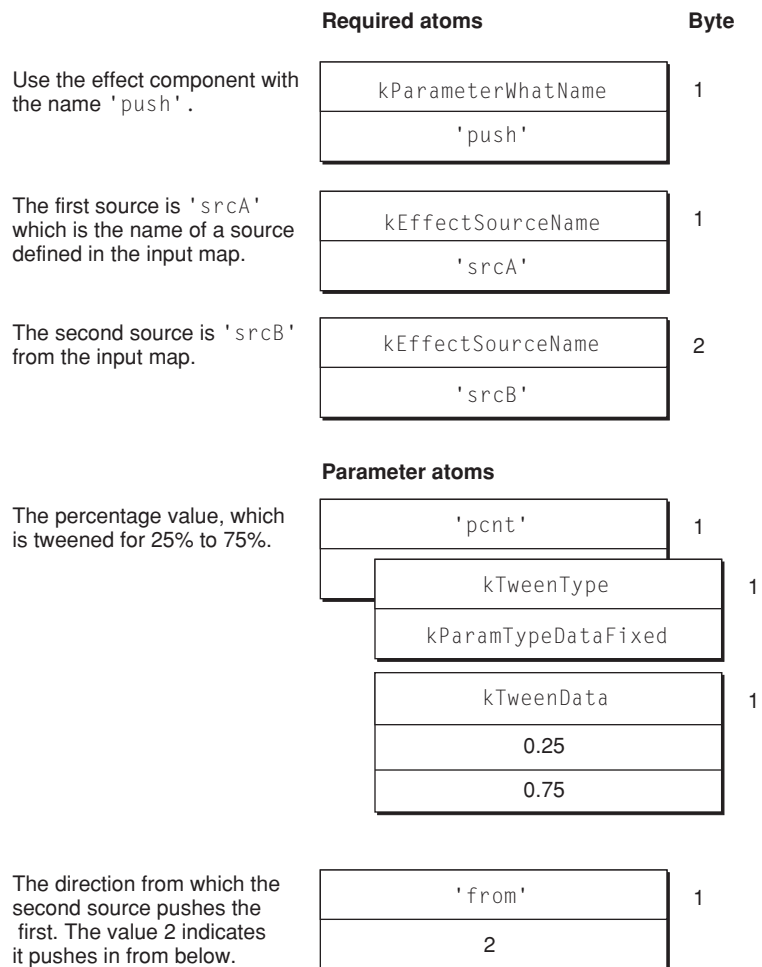 Required atoms Byte
Use the effect component with
the name 'push'.
kParameterWhatName 1
'push'
The first source is 'srcA'
which is the name of a source
defined in the input map.
kEffectSourceName 1
'srcA'
The second source is 'srcB'
from the input map.
kEffectSourceName 2
'srcB'
Parameter atoms
The percentage value, which
is tweened for 25% to 75%.
'pcnt' 1
kTweenType 1
kParamTypeDataFixed
kTweenData 1
0.25
0.75
The direction from which the
second source pushes the
first. The value 2 indicates
it pushes in from below.
'from' 1
2